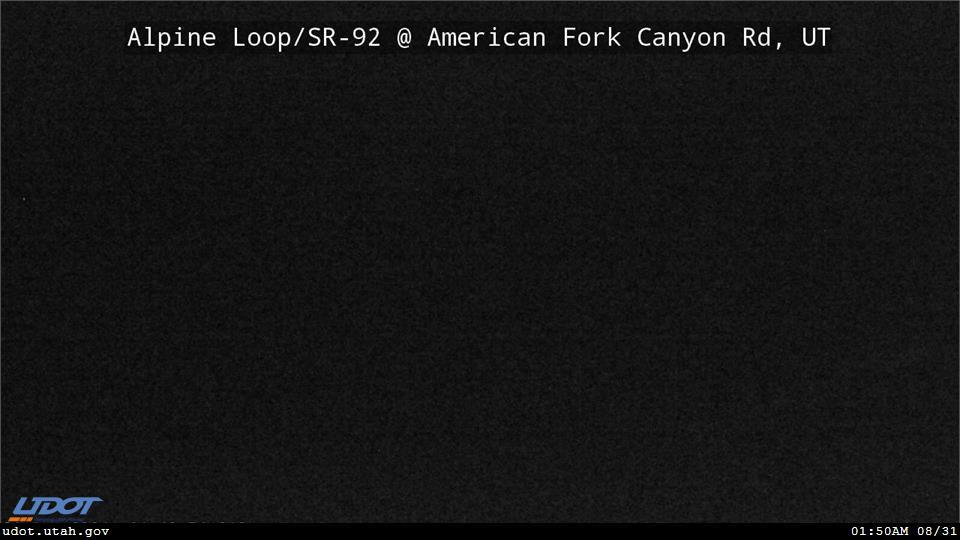 Alpine Loop/SR-92 @ American Fork Canyon Rd, UT
UDOT
udot.utah.gov
01:50AM 08/31